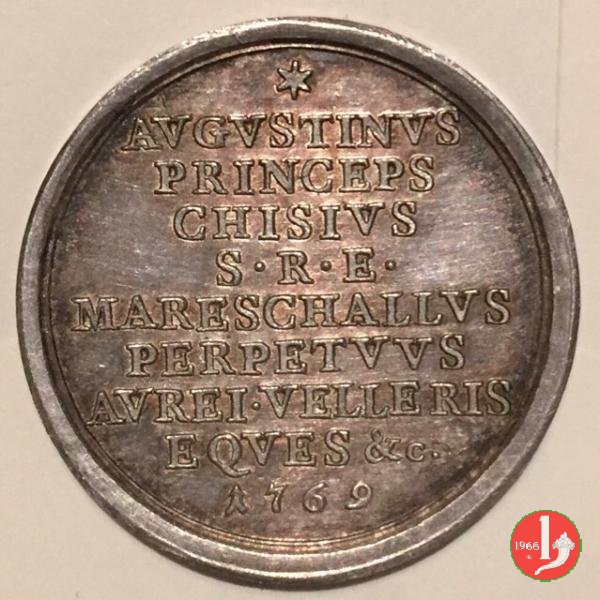 AVGVSTINVS
PRINCEPS
CHISIVS
S·R·E·
MARESCHALLVS
PERPETVVS
AVREI·VELLERIS
EQVES &c.
1769
1966